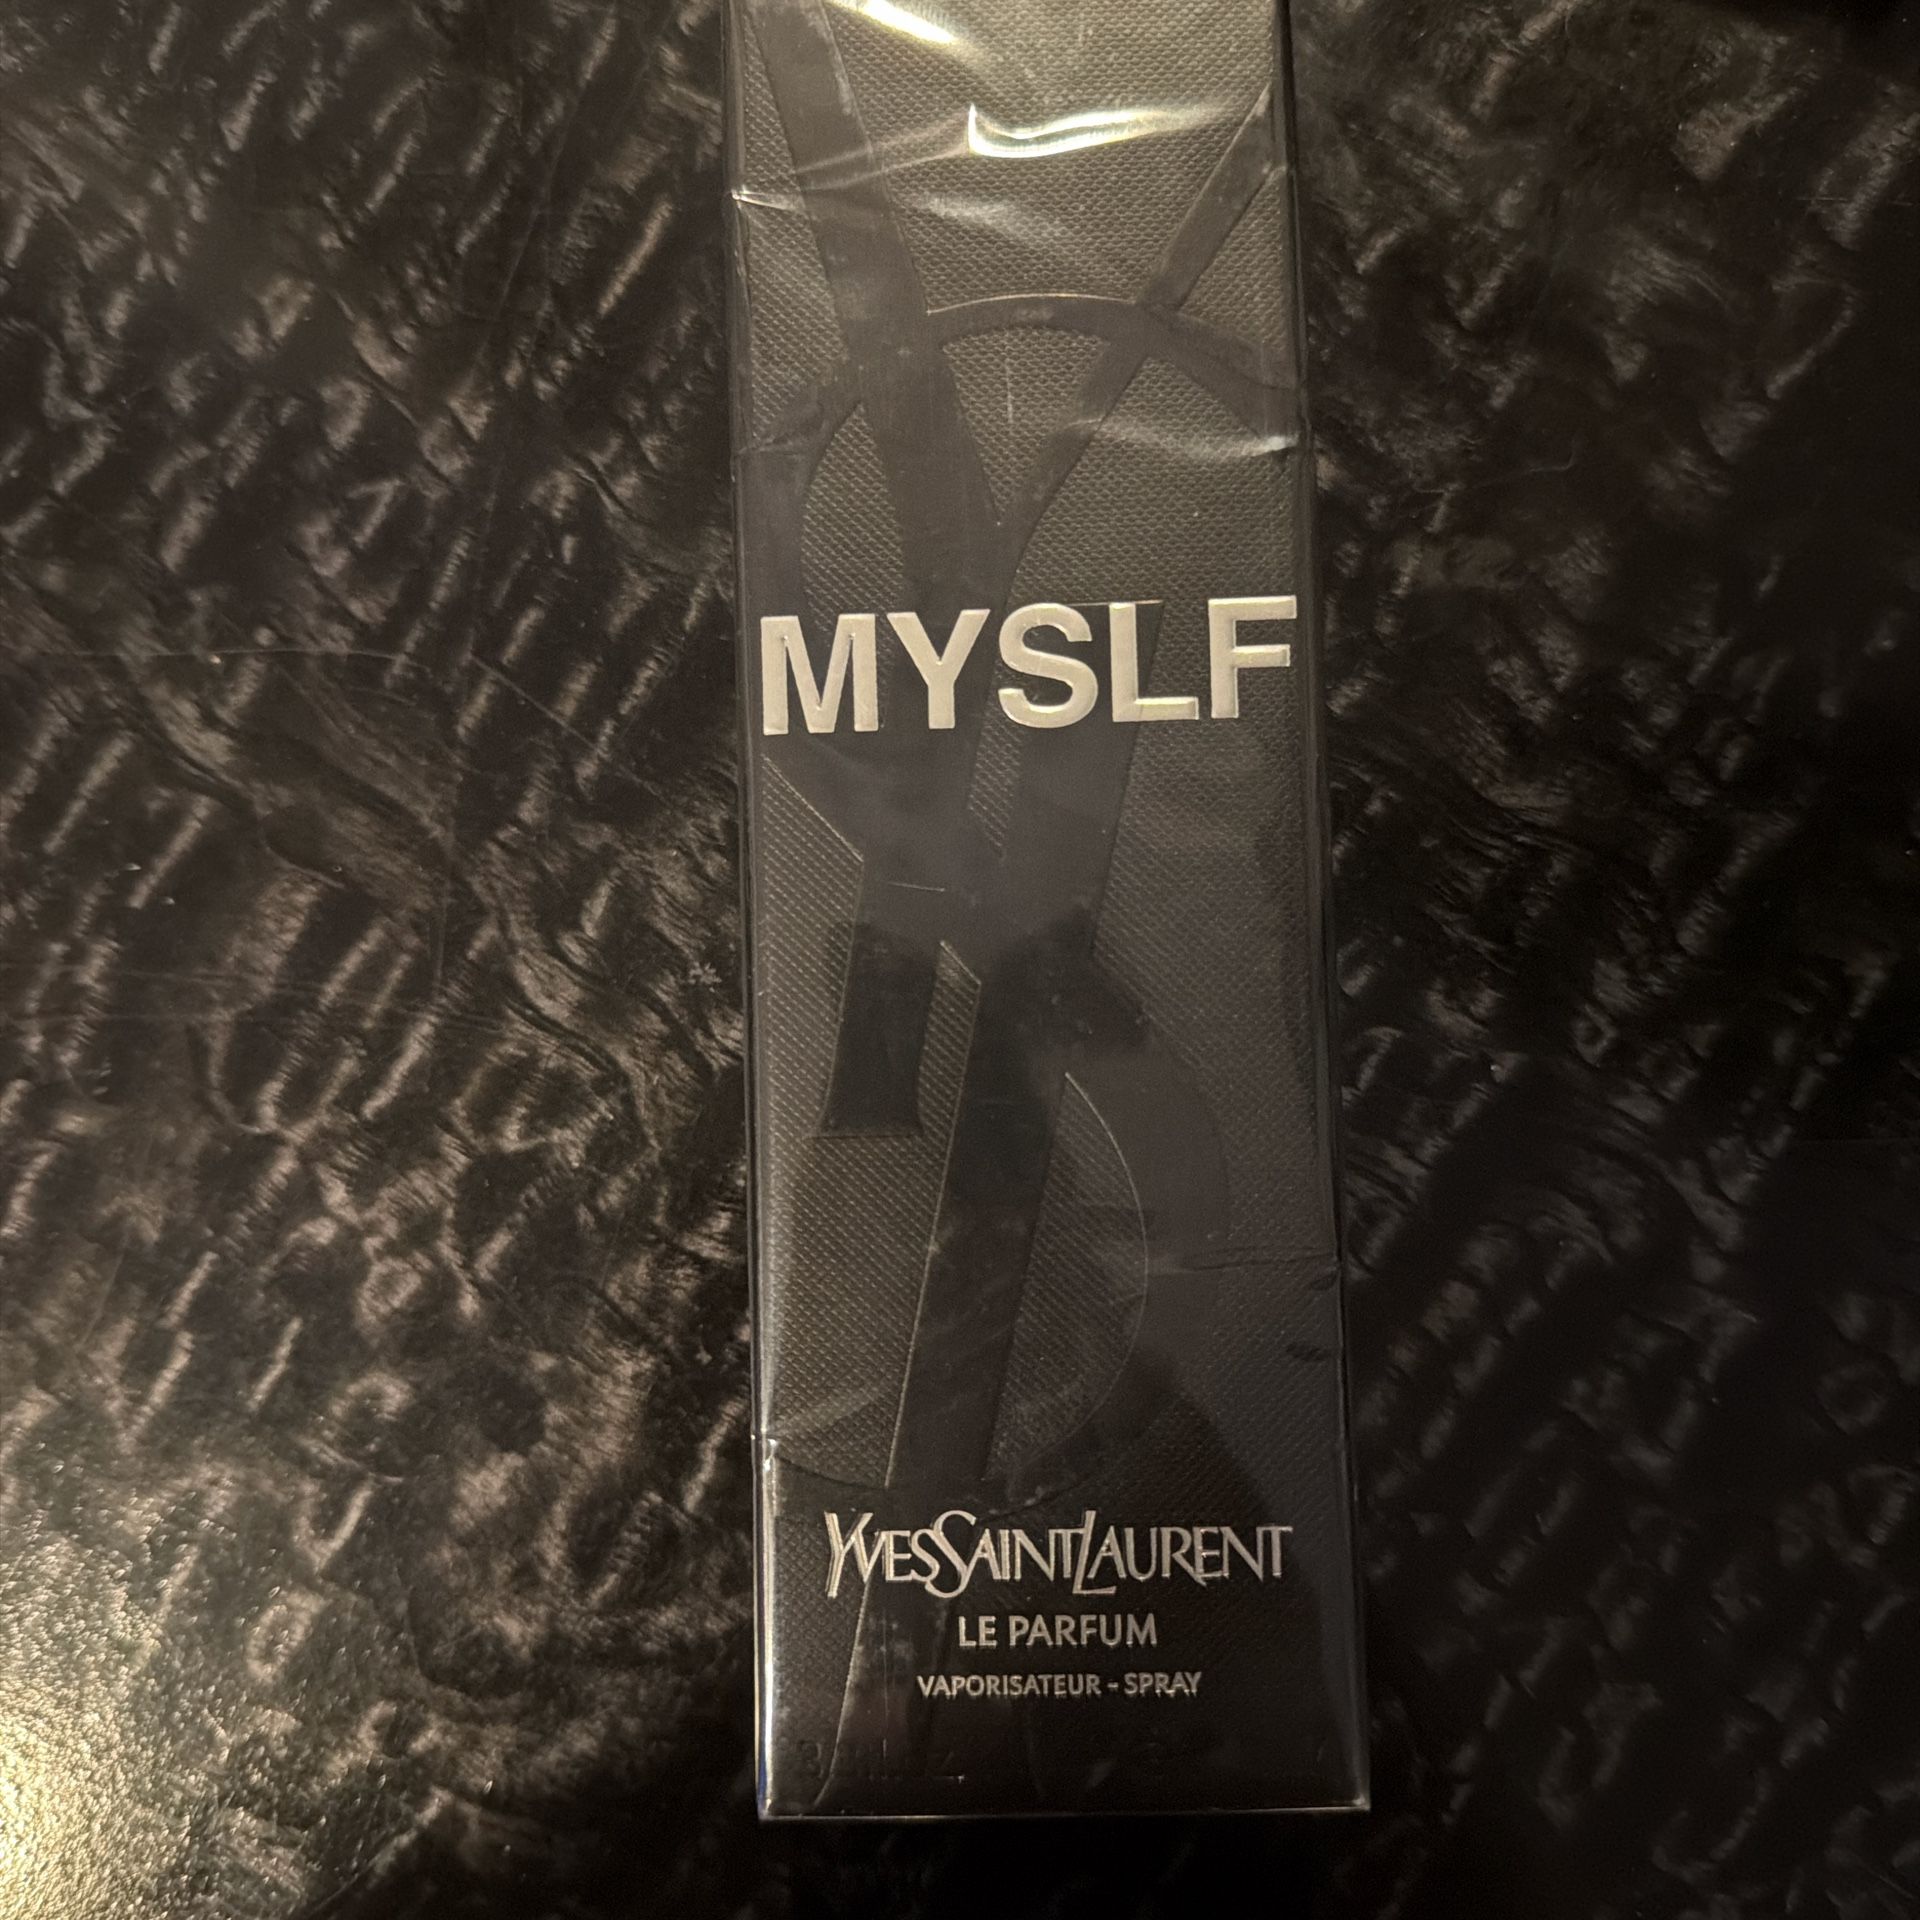 MYSLF
YVESSAINTLAURENT
LE PARFUM
VAPORISATEUR - SPRAY